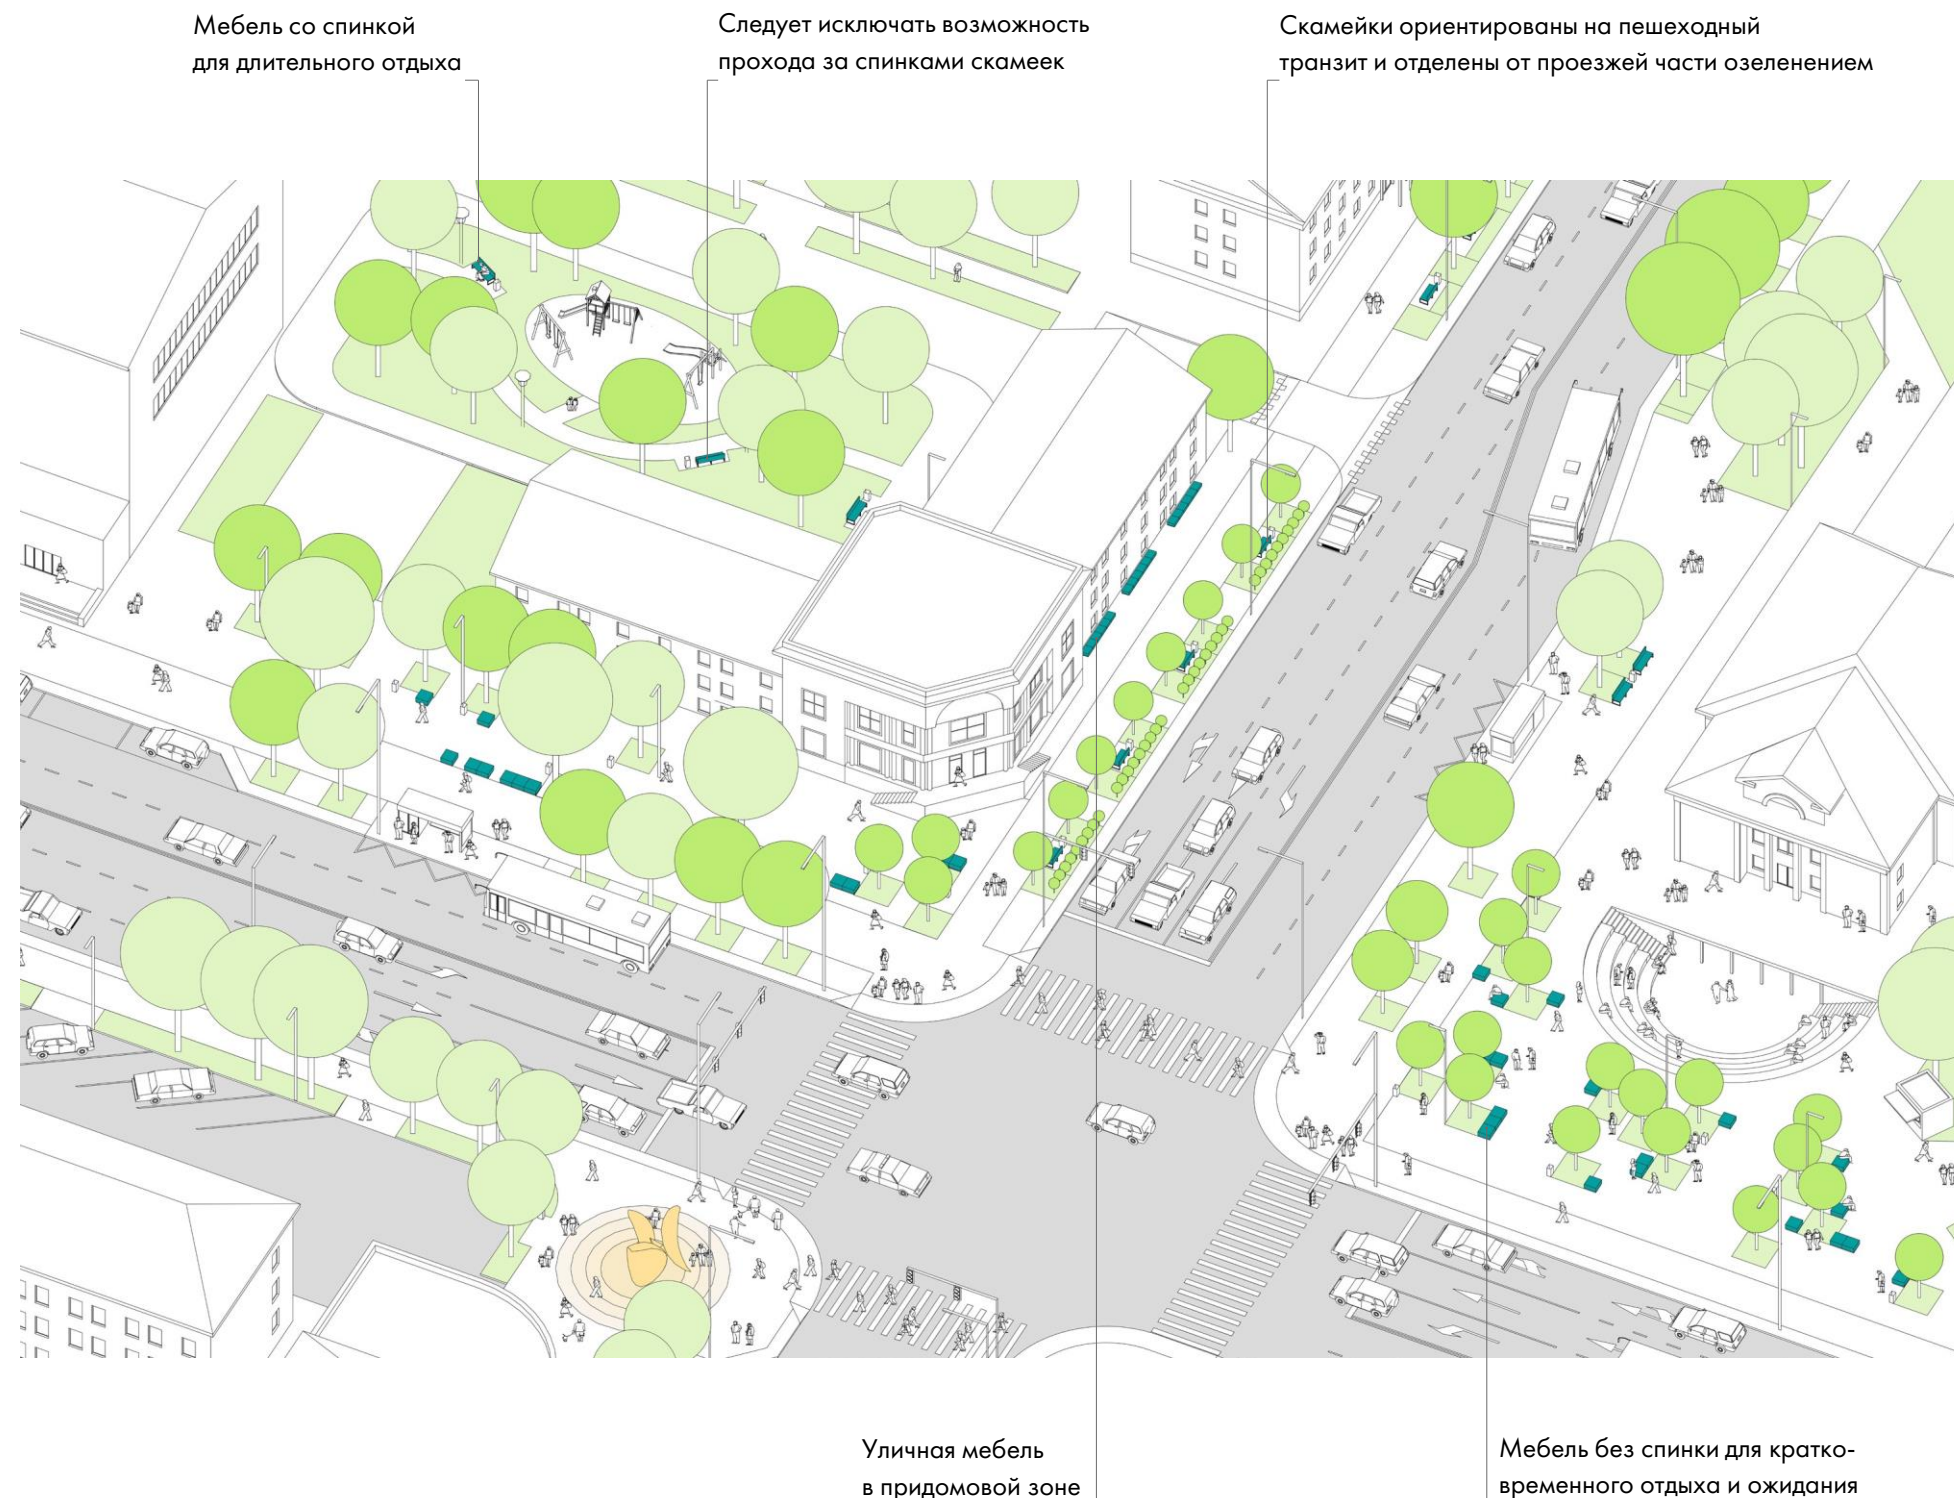 Мебель со спинкой
для длительного отдыха
Следует исключать возможность
прохода за спинками скамеек
Скамейки ориентированы на пешеходный
транзит и отделены от проезжей части озеленением
Уличная мебель
в придомовой зоне
Мебель без спинки для кратко-
временного отдыха и ожидания